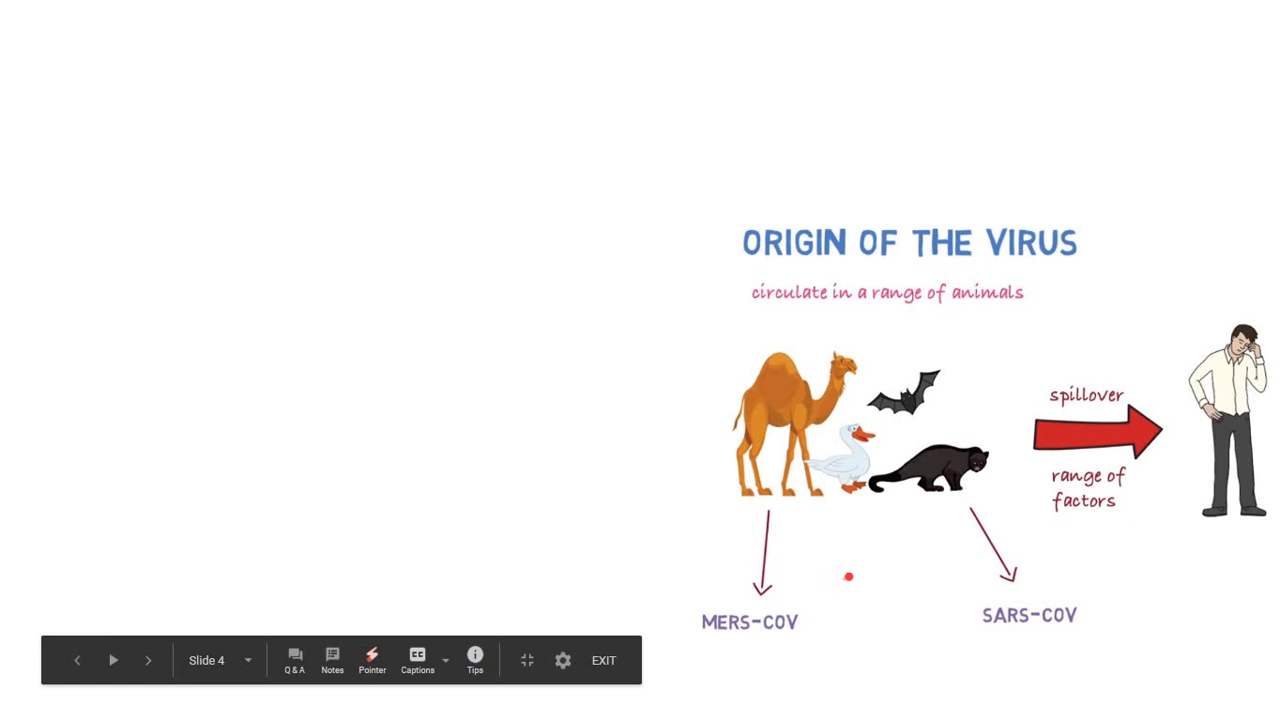 ORIGIN OF THE VIRUS
circulate in a range of animals
spillover
range of
factors
MERS-COV
SARS-COV
Slide 4
Q & A
Notes
Pointer
CC
Captions
Tips
EXIT